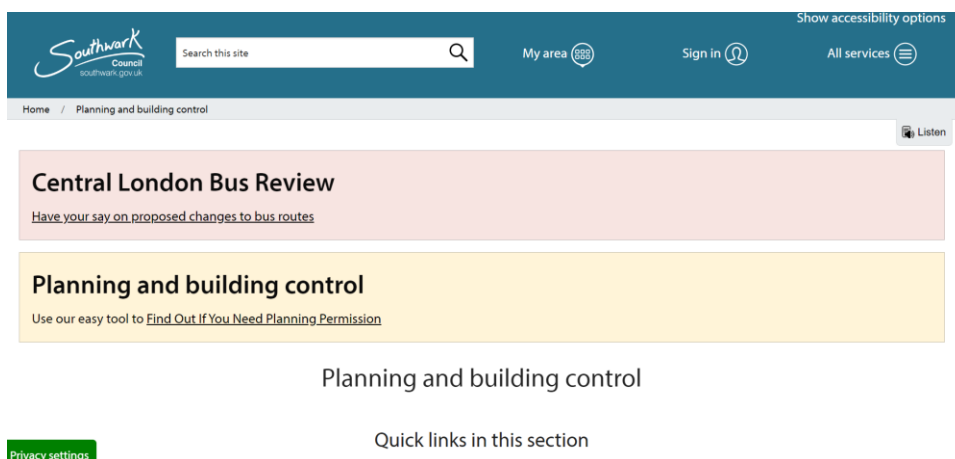 Show accessibility options
Southwark
Council
southwark.gov.uk
Search this site
My area
Sign in
All services
Home / Planning and building control
Listen
Central London Bus Review
Have your say on proposed changes to bus routes
Planning and building control
Use our easy tool to Find Out If You Need Planning Permission
Planning and building control
Quick links in this section
Privacy settings